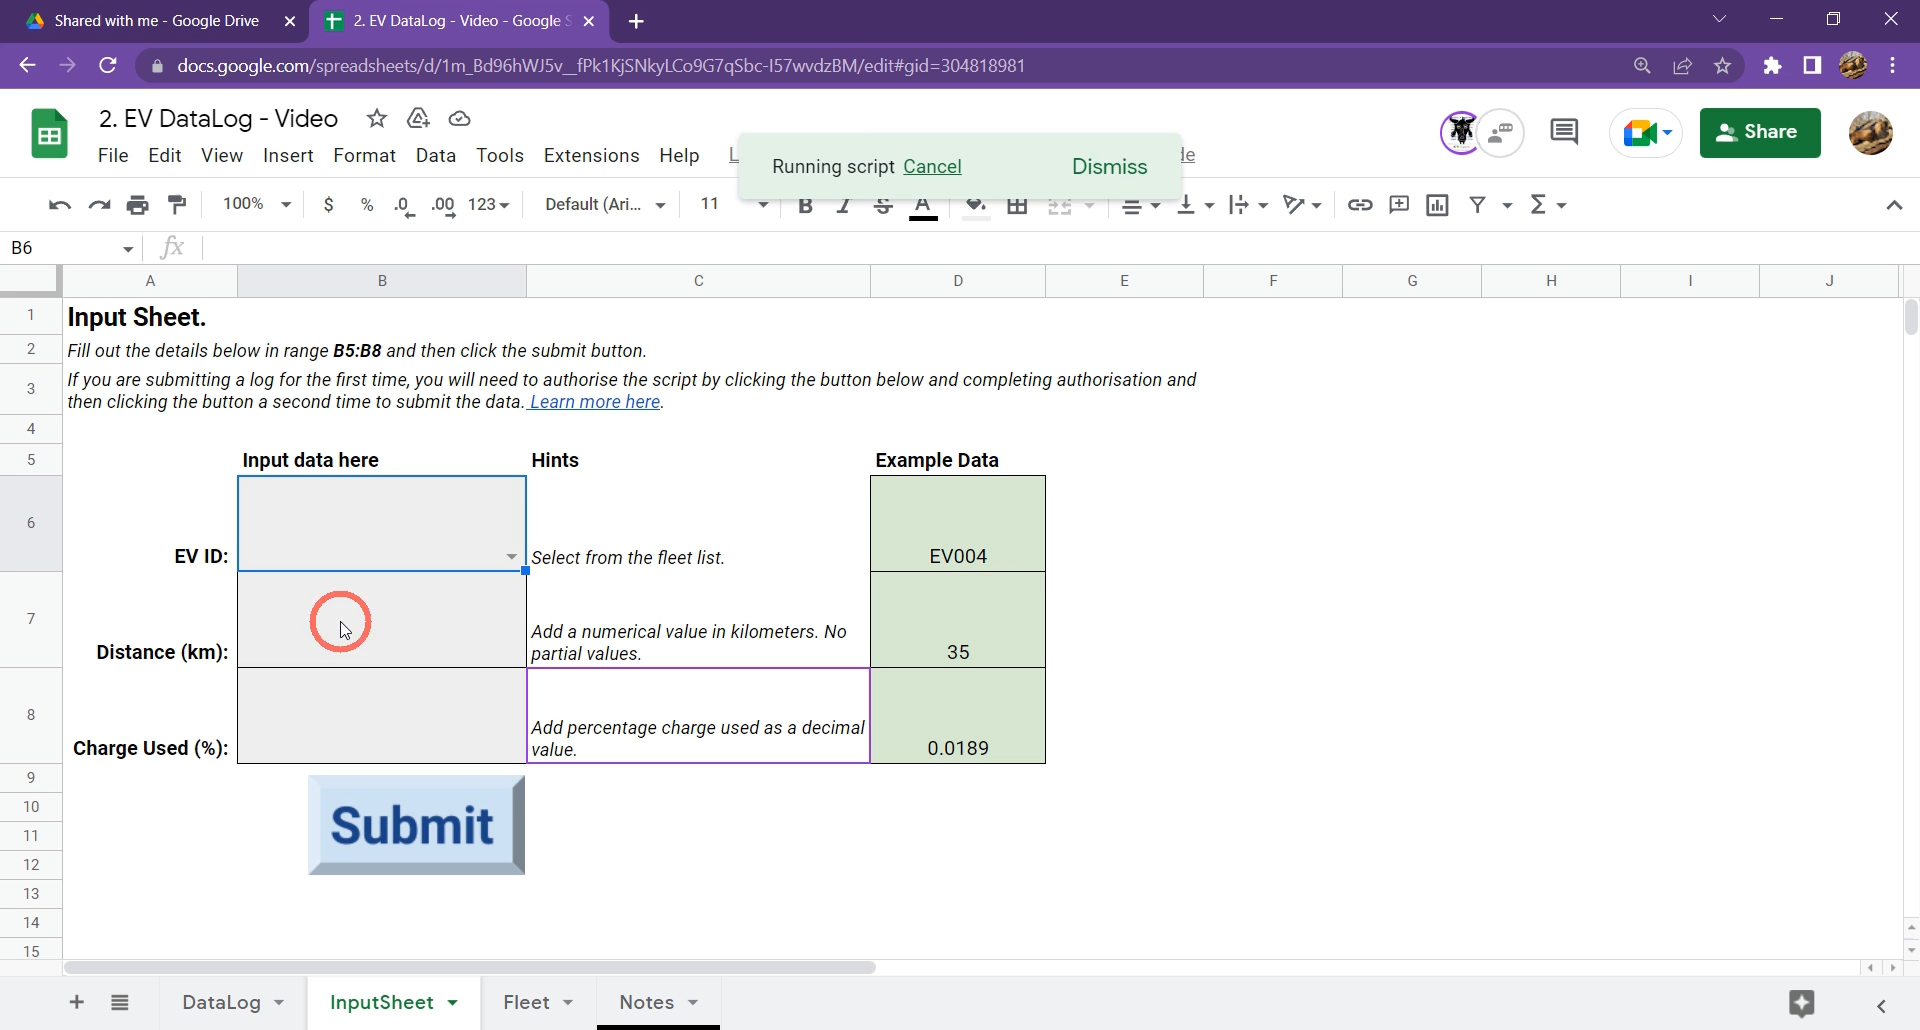 Shared with me - Google Drive
2. EV DataLog - Video - Google S
docs.google.com/spreadsheets/d/1m_Bd96hWJ5v__fPk1KjSNkyLCo9G7qSbc-I57wvdzBM/edit#gid=304818981
2. EV DataLog - Video
File Edit View Insert Format Data Tools Extensions Help
Running script Cancel Dismiss
Share
100% $ % .0 .00 123 Default (Ari... 11 B I S A
B6 fx
A B C D E F G H I J
1 Input Sheet.
2 Fill out the details below in range B5:B8 and then click the submit button.
3 If you are submitting a log for the first time, you will need to authorise the script by clicking the button below and completing authorisation and
then clicking the button a second time to submit the data. Learn more here.
4
5 Input data here Hints Example Data
6 EV ID: Select from the fleet list. EV004
7 Distance (km): Add a numerical value in kilometers. No
partial values. 35
8 Charge Used (%): Add percentage charge used as a decimal
value. 0.0189
9
10 Submit
11
12
13
14
15
DataLog InputSheet Fleet Notes